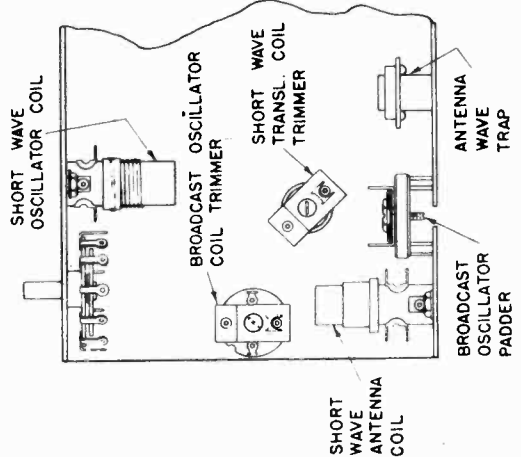 SHORT WAVE
OSCILLATOR COIL
BROADCAST OSCILLATOR
COIL TRIMMER
SHORT WAVE
TRANSL. COIL
TRIMMER
ANTENNA
WAVE
TRAP
BROADCAST
OSCILLATOR
PADDER
SHORT
WAVE
ANTENNA
COIL